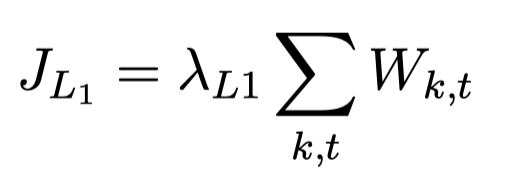 J_{L_1} = λ_{L1} ∑_{k,t} W_{k,t}